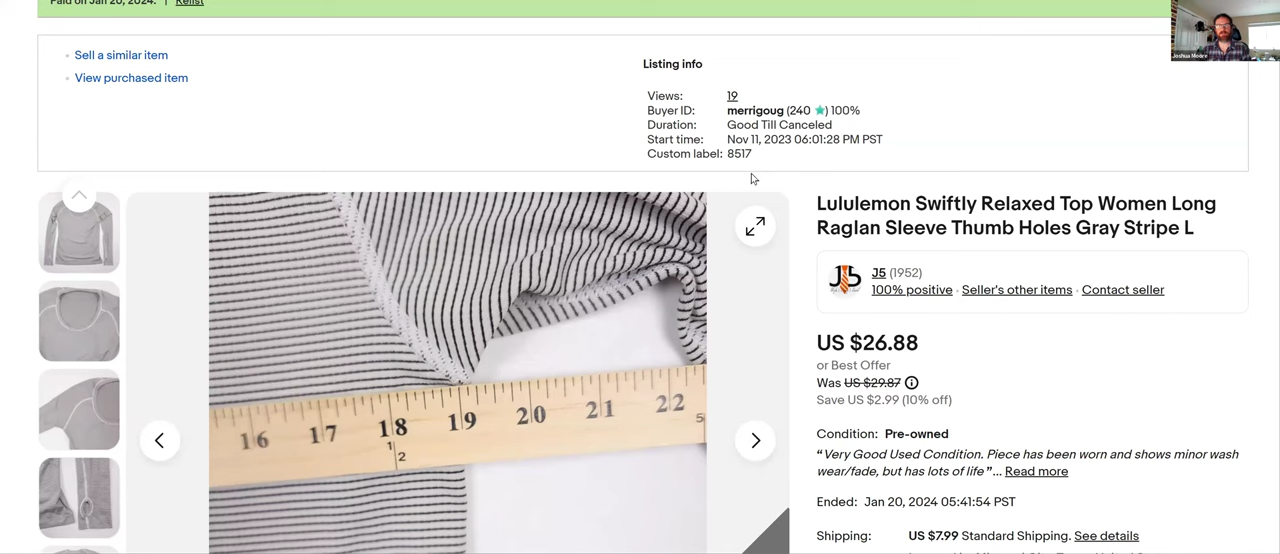 Paid on Jan 20, 2024. | Relist
Sell a similar item
View purchased item
Listing info
Views: 19
Buyer ID: merrigoug (240 ) 100%
Duration: Good Till Canceled
Start time: Nov 11, 2023 06:01:28 PM PST
Custom label: 8517
Joshua Moore
Lululemon Swiftly Relaxed Top Women Long
Raglan Sleeve Thumb Holes Gray Stripe L
J5
J5 (1952)
100% positive · Seller's other items · Contact seller
US $26.88
or Best Offer
Was US $29.87
Save US $2.99 (10% off)
Condition: Pre-owned
“Very Good Used Condition. Piece has been worn and shows minor wash
wear/fade, but has lots of life”... Read more
Ended: Jan 20, 2024 05:41:54 PST
Shipping: US $7.99 Standard Shipping. See details
16 17 18 19 20 21 22
1 2
5